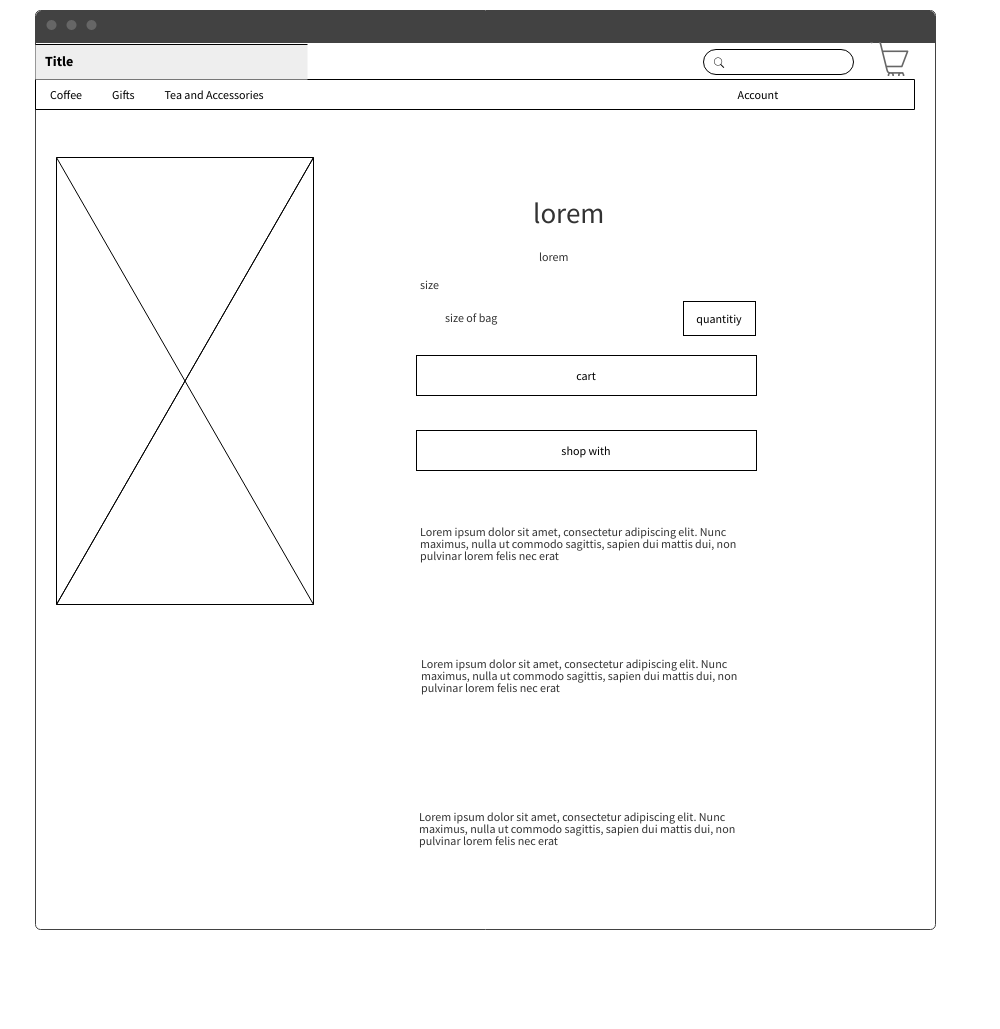 Title
Coffee Gifts Tea and Accessories Account
lorem
lorem
size
size of bag quantitiy
cart
shop with
Lorem ipsum dolor sit amet, consectetur adipiscing elit. Nunc
maximus, nulla ut commodo sagittis, sapien dui mattis dui, non
pulvinar lorem felis nec erat
Lorem ipsum dolor sit amet, consectetur adipiscing elit. Nunc
maximus, nulla ut commodo sagittis, sapien dui mattis dui, non
pulvinar lorem felis nec erat
Lorem ipsum dolor sit amet, consectetur adipiscing elit. Nunc
maximus, nulla ut commodo sagittis, sapien dui mattis dui, non
pulvinar lorem felis nec erat